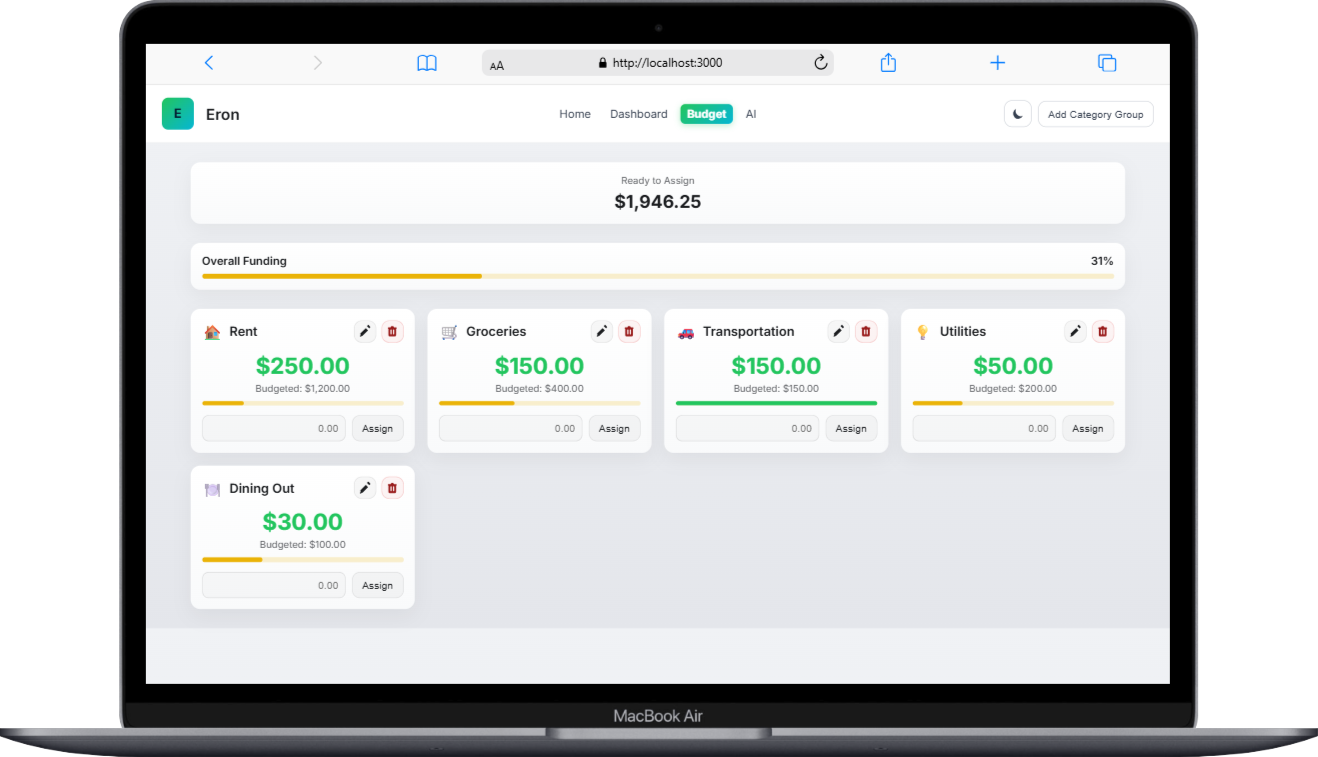 AA http://localhost:3000
E Eron Home Dashboard Budget AI Add Category Group
Ready to Assign
$1,946.25
Overall Funding 31%
Rent Groceries Transportation Utilities
$250.00 $150.00 $150.00 $50.00
Budgeted: $1,200.00 Budgeted: $400.00 Budgeted: $150.00 Budgeted: $200.00
0.00 Assign 0.00 Assign 0.00 Assign 0.00 Assign
Dining Out
$30.00
Budgeted: $100.00
0.00 Assign
MacBook Air